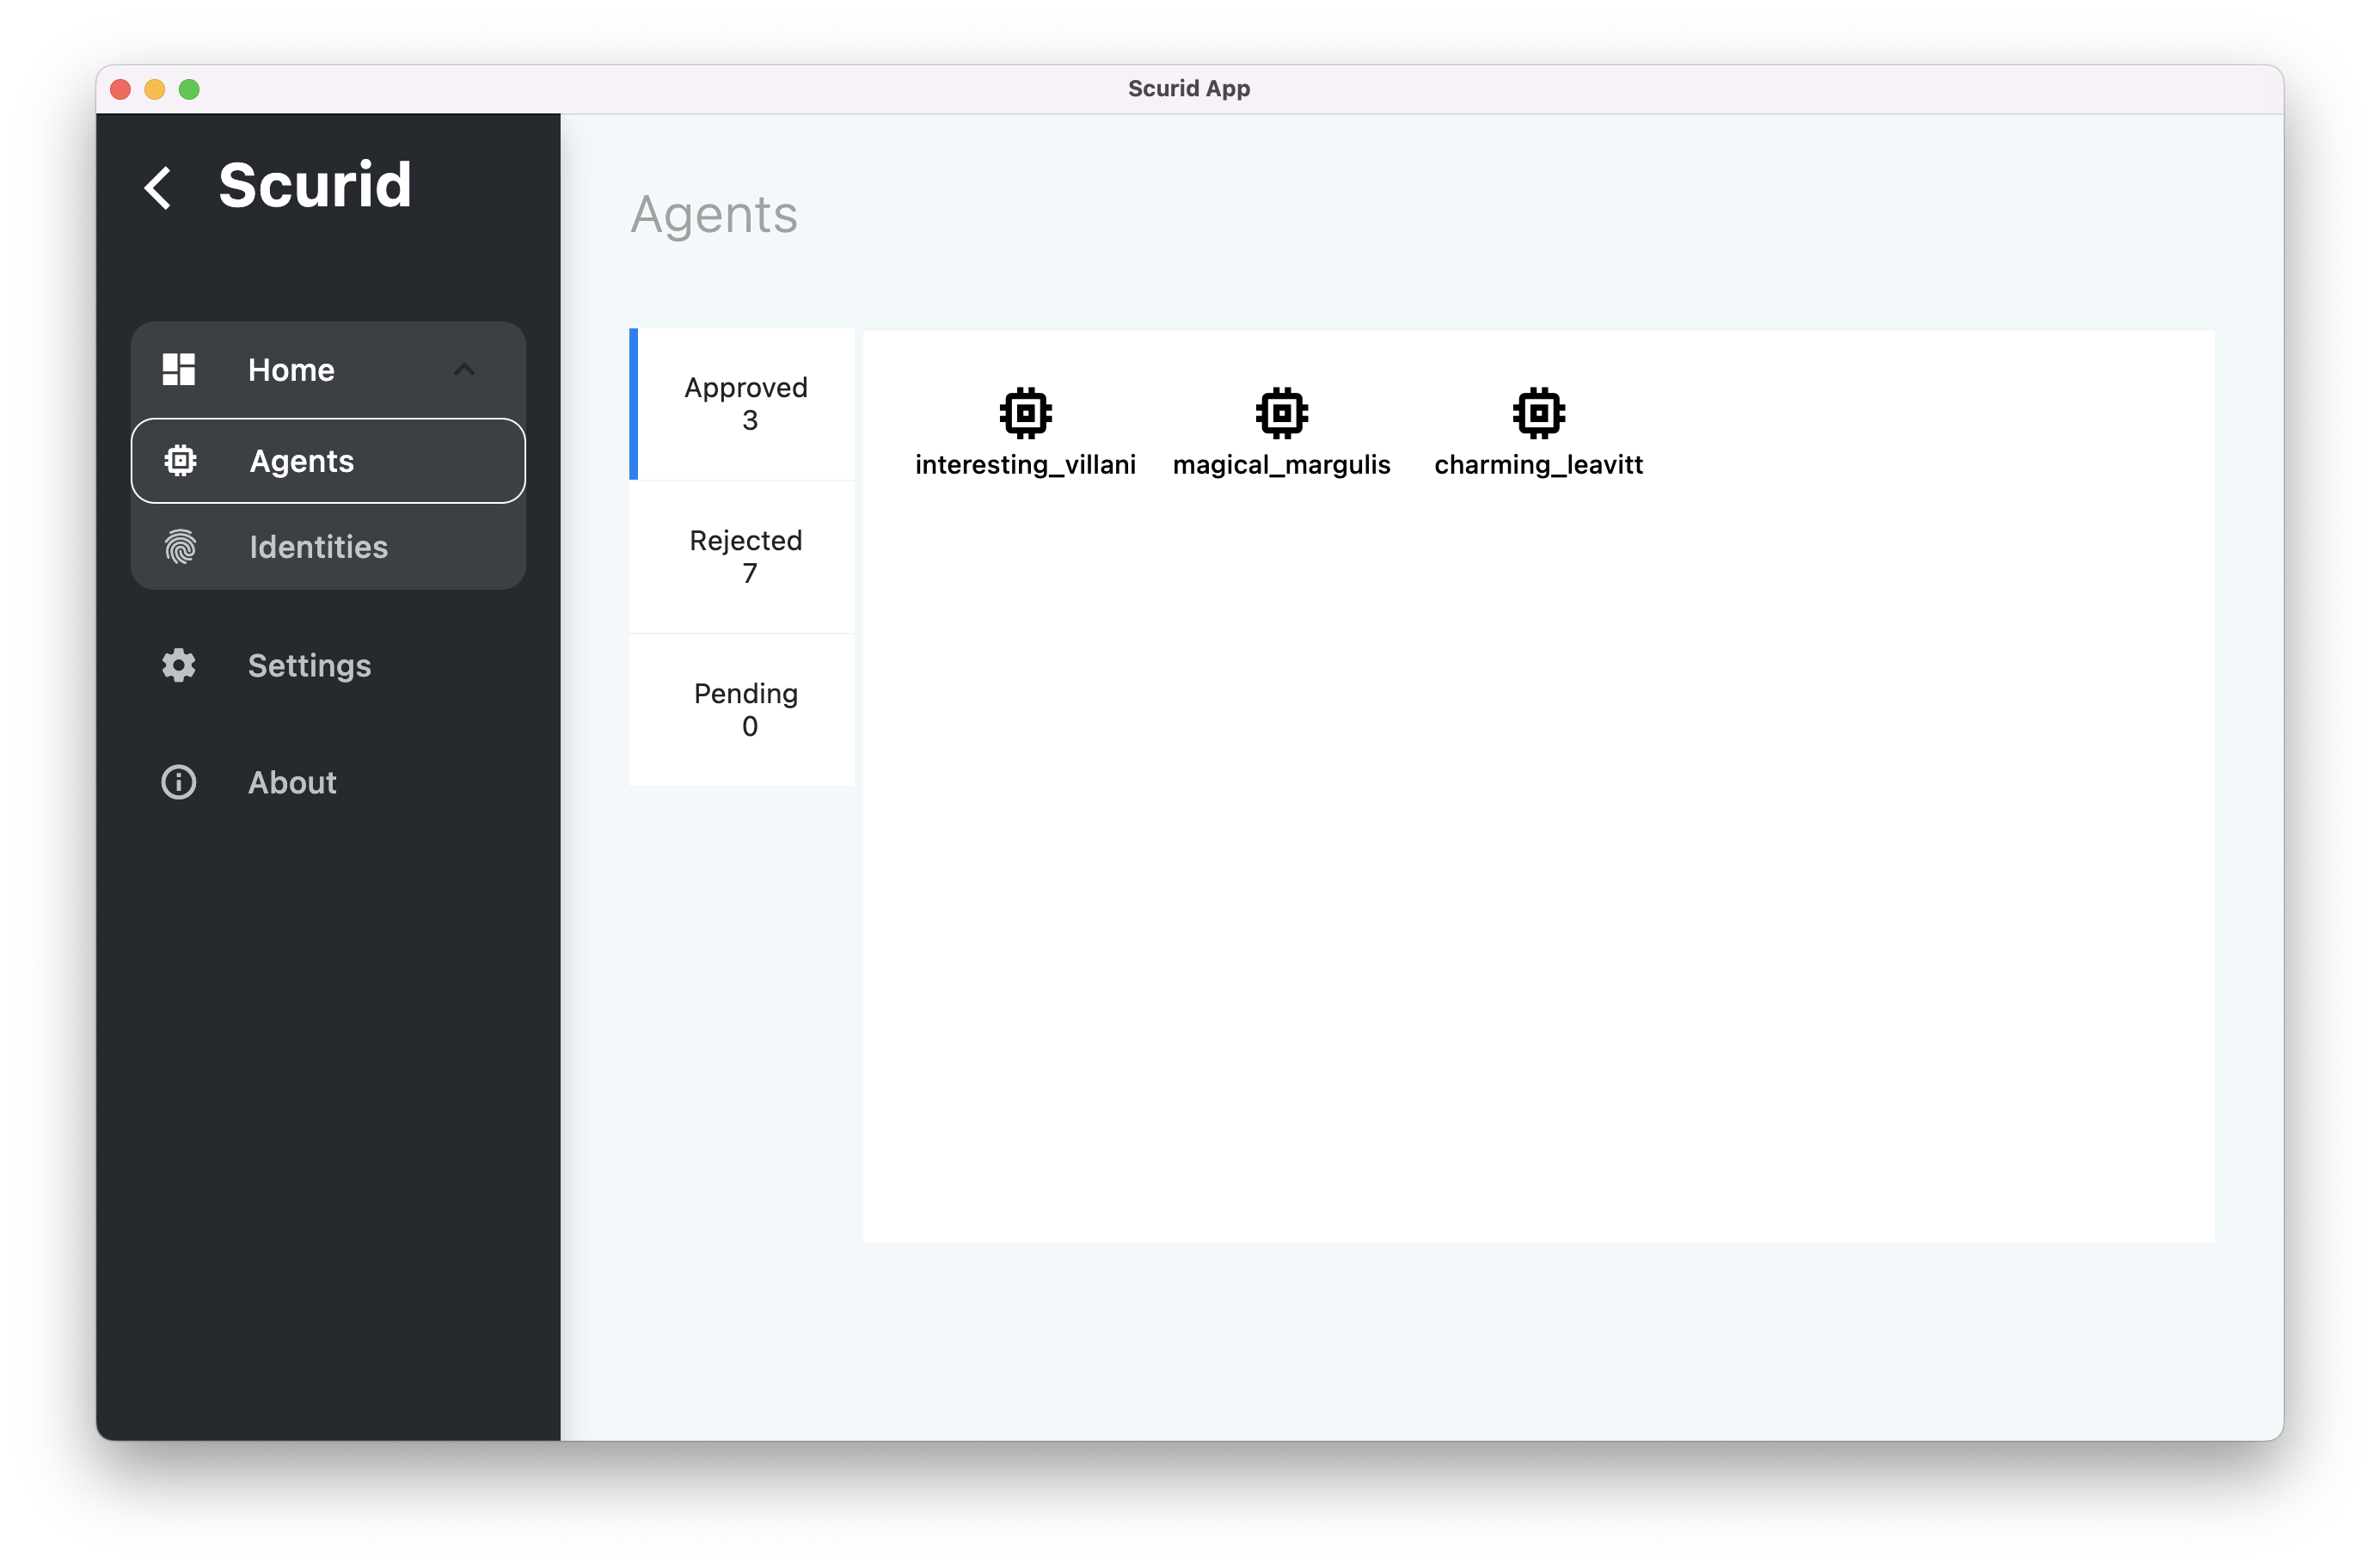 Scurid App
Scurid
Home
Agents
Identities
Settings
About
Agents
Approved
3
Rejected
7
Pending
0
interesting_villani
magical_margulis
charming_leavitt